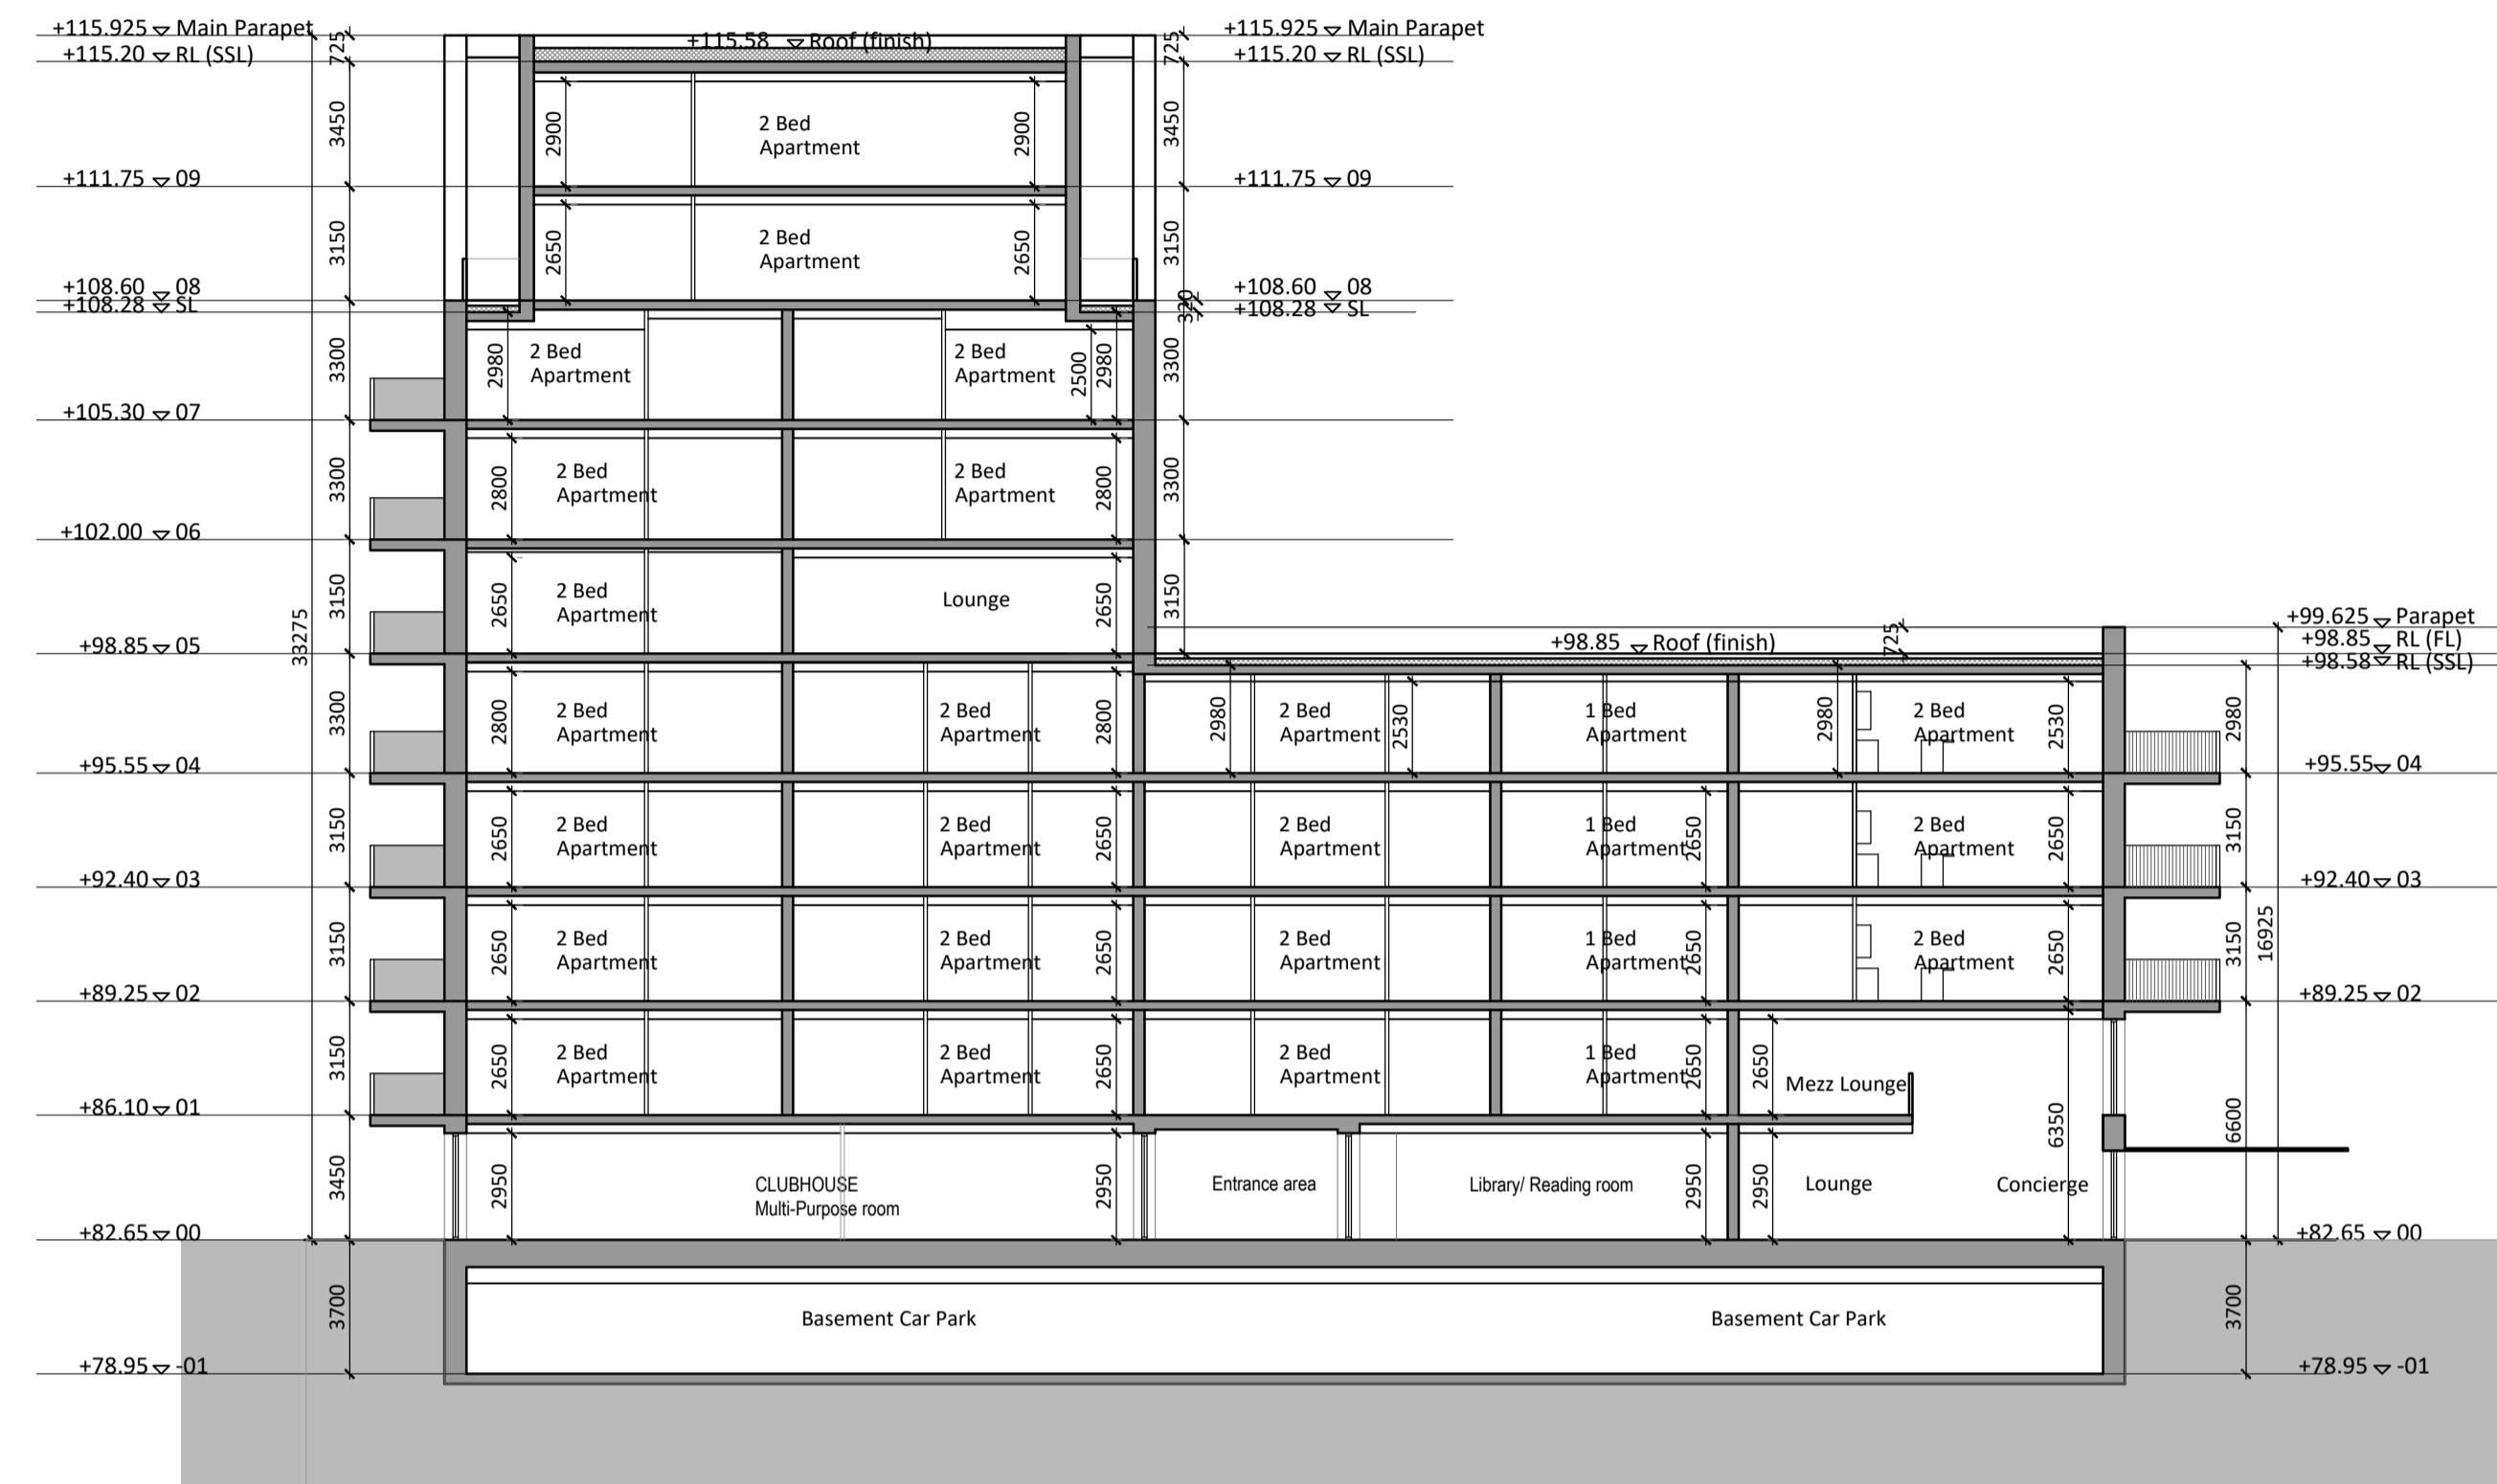 +115.925 Main Parapet
+115.20 RL (SSL)
+115.58 Roof (finish)
+115.925 Main Parapet
+115.20 RL (SSL)
725
725
3450
2900
2 Bed
Apartment
2900
3450
+111.75 09
+111.75 09
3150
2650
2 Bed
Apartment
2650
3150
+108.60 08
+108.28 SL
320
+108.60 08
+108.28 SL
3300
2980
2 Bed
Apartment
2 Bed
Apartment
2500
2980
3300
+105.30 07
3300
2800
2 Bed
Apartment
2 Bed
Apartment
2800
3300
+102.00 06
33275
3150
2650
2 Bed
Apartment
Lounge
2650
3150
+98.85 Roof (finish)
725
+99.625 Parapet
+98.85 RL (FL)
+98.58 RL (SSL)
+98.85 05
3300
2800
2 Bed
Apartment
2 Bed
Apartment
2800
2980
2 Bed
Apartment
2530
1 Bed
Apartment
2980
2 Bed
Apartment
2530
2980
+95.55 04
+95.55 04
3150
2650
2 Bed
Apartment
2 Bed
Apartment
2650
2 Bed
Apartment
1 Bed
Apartment
2650
2 Bed
Apartment
2650
3150
+92.40 03
+92.40 03
3150
2650
2 Bed
Apartment
2 Bed
Apartment
2650
2 Bed
Apartment
1 Bed
Apartment
2650
2 Bed
Apartment
2650
3150
16925
+89.25 02
+89.25 02
3150
2650
2 Bed
Apartment
2 Bed
Apartment
2650
2 Bed
Apartment
1 Bed
Apartment
2650
2650
Mezz Lounge
6350
6600
+86.10 01
3450
2950
CLUBHOUSE
Multi-Purpose room
2950
Entrance area
Library/ Reading room
2950
2950
Lounge
Concierge
+82.65 00
+82.65 00
3700
Basement Car Park
Basement Car Park
3700
+78.95 -01
+78.95 -01